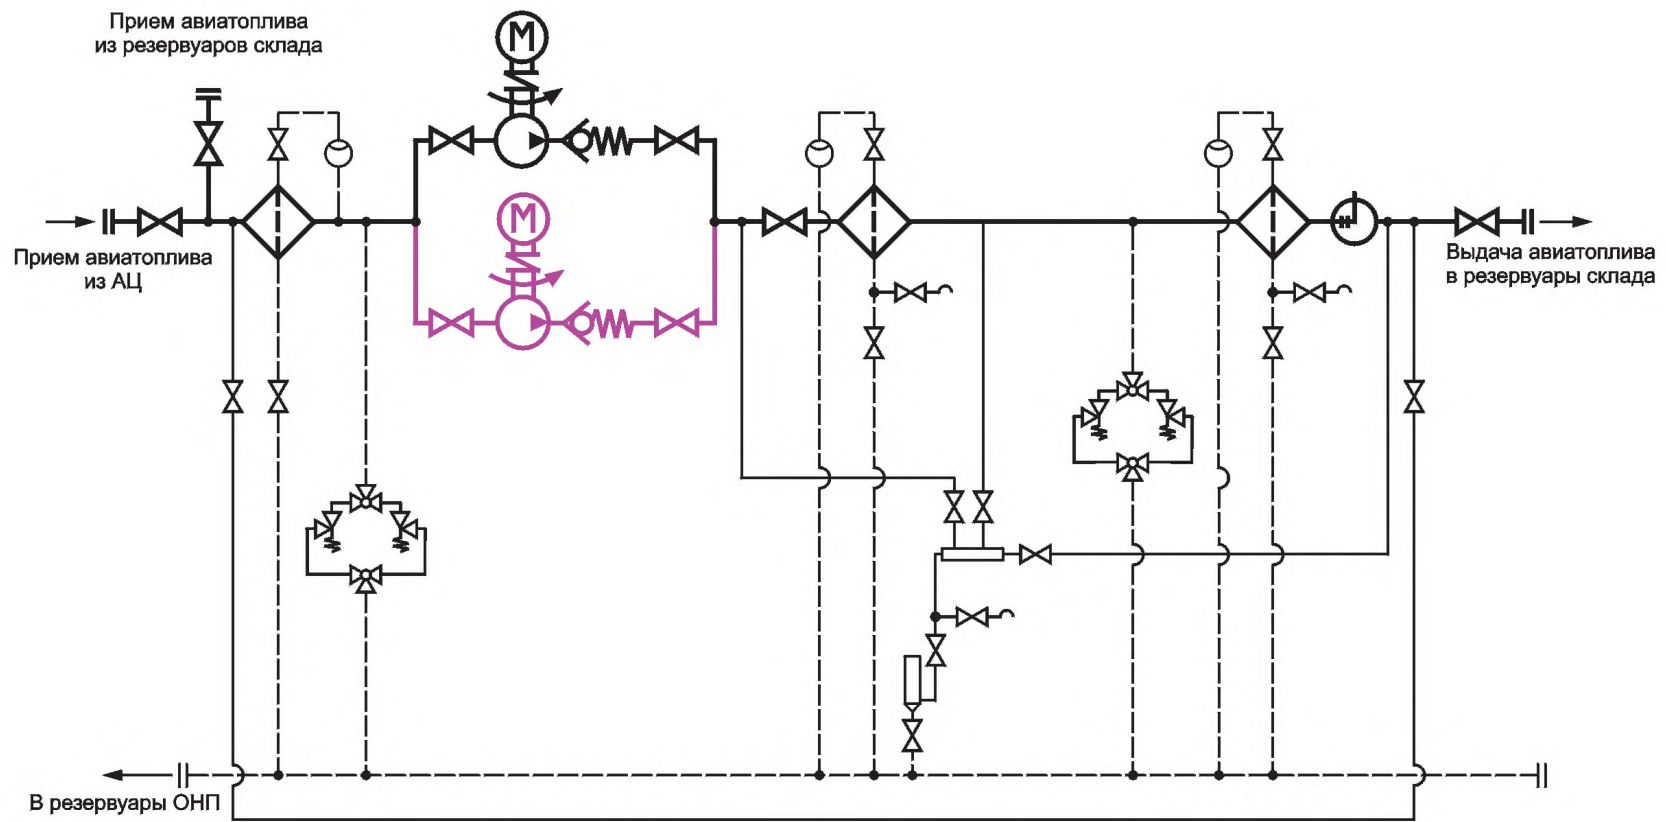 Прием авиатоплива
из резервуаров склада
M
M
Прием авиатоплива
из АЦ
Выдача авиатоплива
в резервуары склада
В резервуары ОНП